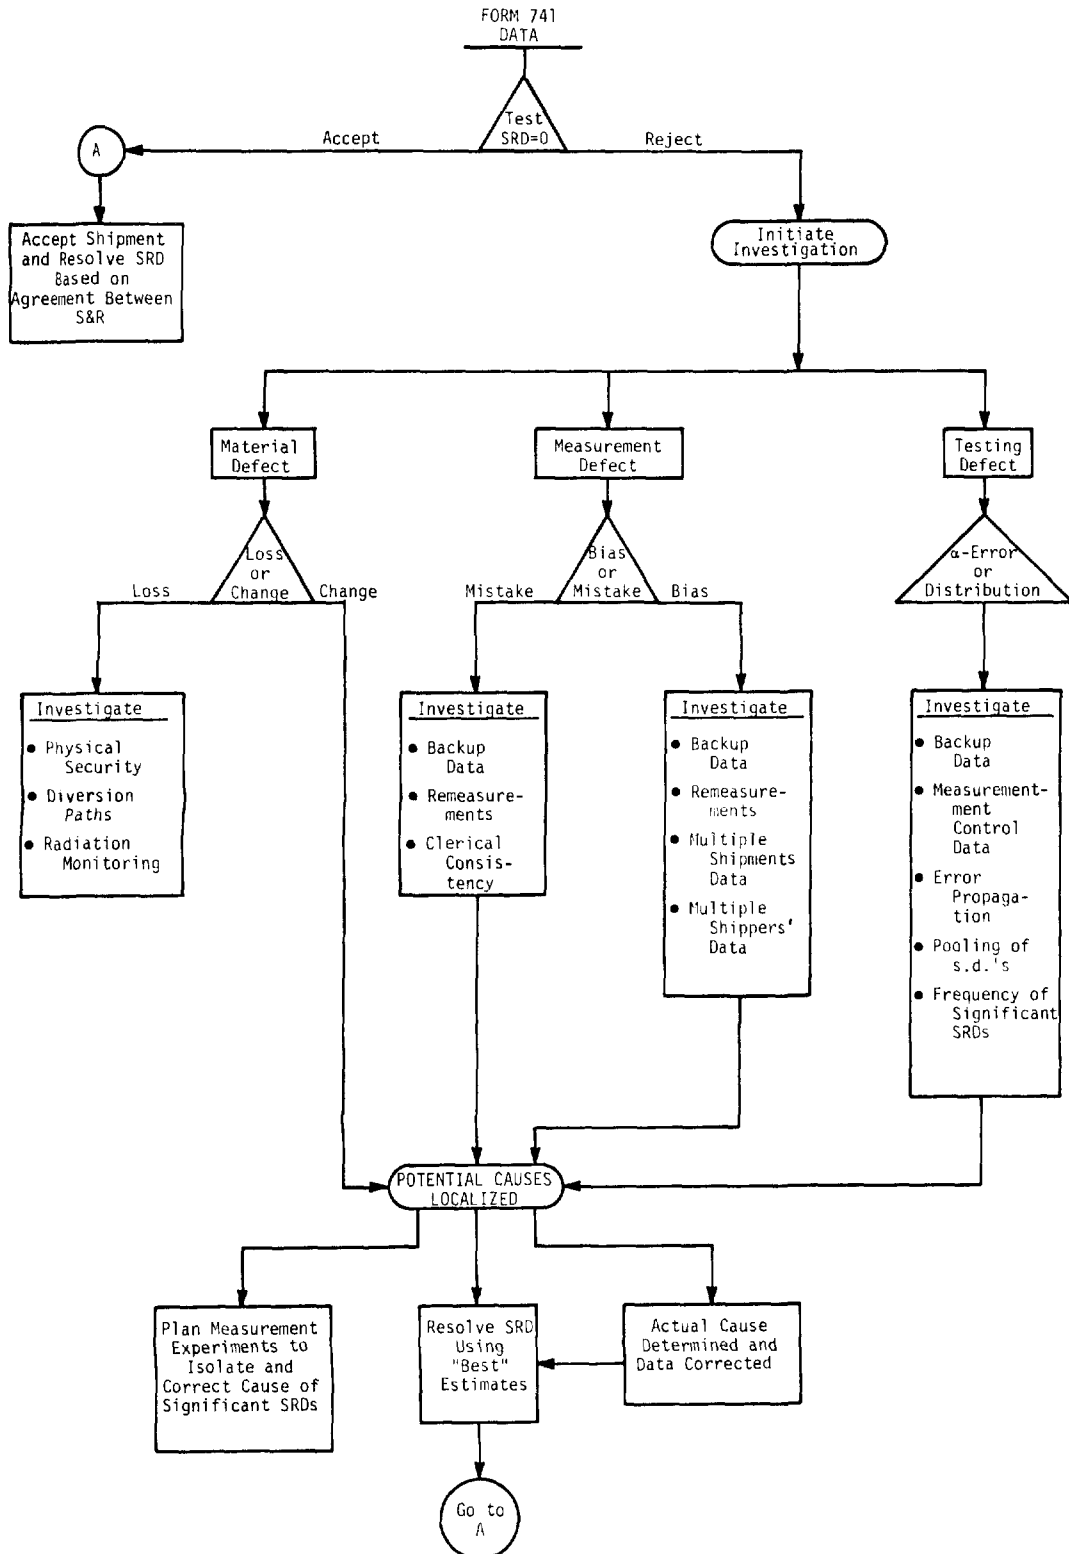 FORM 741
DATA
Test
SRD=0
Accept
Reject
A
Accept Shipment
and Resolve SRD
Based on
Agreement Between
S&R
Initiate
Investigation
Material
Defect
Measurement
Defect
Testing
Defect
Loss
or
Change
Loss
Change
Bias
or
Mistake
Mistake
Bias
α-Error
or
Distribution
Investigate
● Physical
Security
● Diversion
Paths
● Radiation
Monitoring
Investigate
● Backup
Data
● Remeasure-
ments
● Clerical
Consis-
tency
Investigate
● Backup
Data
● Remeasure-
ments
● Multiple
Shipments
Data
● Multiple
Shippers'
Data
Investigate
● Backup
Data
● Measurement-
ment
Control
Data
● Error
Propaga-
tion
● Pooling of
s.d.'s
● Frequency of
Significant
SRDs
POTENTIAL CAUSES
LOCALIZED
Plan Measurement
Experiments to
Isolate and
Correct Cause of
Significant SRDs
Resolve SRD
Using
"Best"
Estimates
Actual Cause
Determined and
Data Corrected
Go to
A